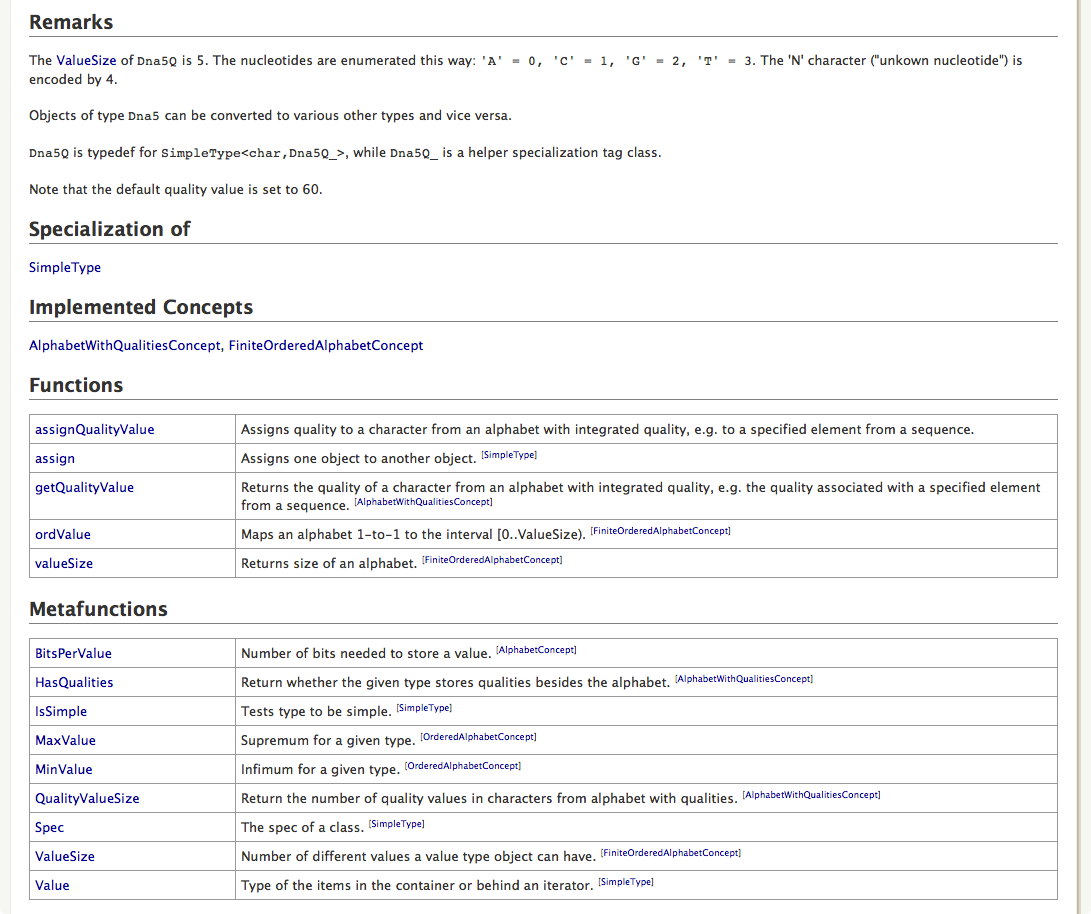 Remarks
The ValueSize of Dna5Q is 5. The nucleotides are enumerated this way: 'A' = 0, 'C' = 1, 'G' = 2, 'T' = 3. The 'N' character ("unkown nucleotide") is
encoded by 4.
Objects of type Dna5 can be converted to various other types and vice versa.
Dna5Q is typedef for SimpleType<char,Dna5Q_>, while Dna5Q_ is a helper specialization tag class.
Note that the default quality value is set to 60.
Specialization of
SimpleType
Implemented Concepts
AlphabetWithQualitiesConcept, FiniteOrderedAlphabetConcept
Functions
assignQualityValue Assigns quality to a character from an alphabet with integrated quality, e.g. to a specified element from a sequence.
assign Assigns one object to another object. [SimpleType]
getQualityValue Returns the quality of a character from an alphabet with integrated quality, e.g. the quality associated with a specified element
from a sequence. [AlphabetWithQualitiesConcept]
ordValue Maps an alphabet 1-to-1 to the interval [0..ValueSize). [FiniteOrderedAlphabetConcept]
valueSize Returns size of an alphabet. [FiniteOrderedAlphabetConcept]
Metafunctions
BitsPerValue Number of bits needed to store a value. [AlphabetConcept]
HasQualities Return whether the given type stores qualities besides the alphabet. [AlphabetWithQualitiesConcept]
IsSimple Tests type to be simple. [SimpleType]
MaxValue Supremum for a given type. [OrderedAlphabetConcept]
MinValue Infimum for a given type. [OrderedAlphabetConcept]
QualityValueSize Return the number of quality values in characters from alphabet with qualities. [AlphabetWithQualitiesConcept]
Spec The spec of a class. [SimpleType]
ValueSize Number of different values a value type object can have. [FiniteOrderedAlphabetConcept]
Value Type of the items in the container or behind an iterator. [SimpleType]